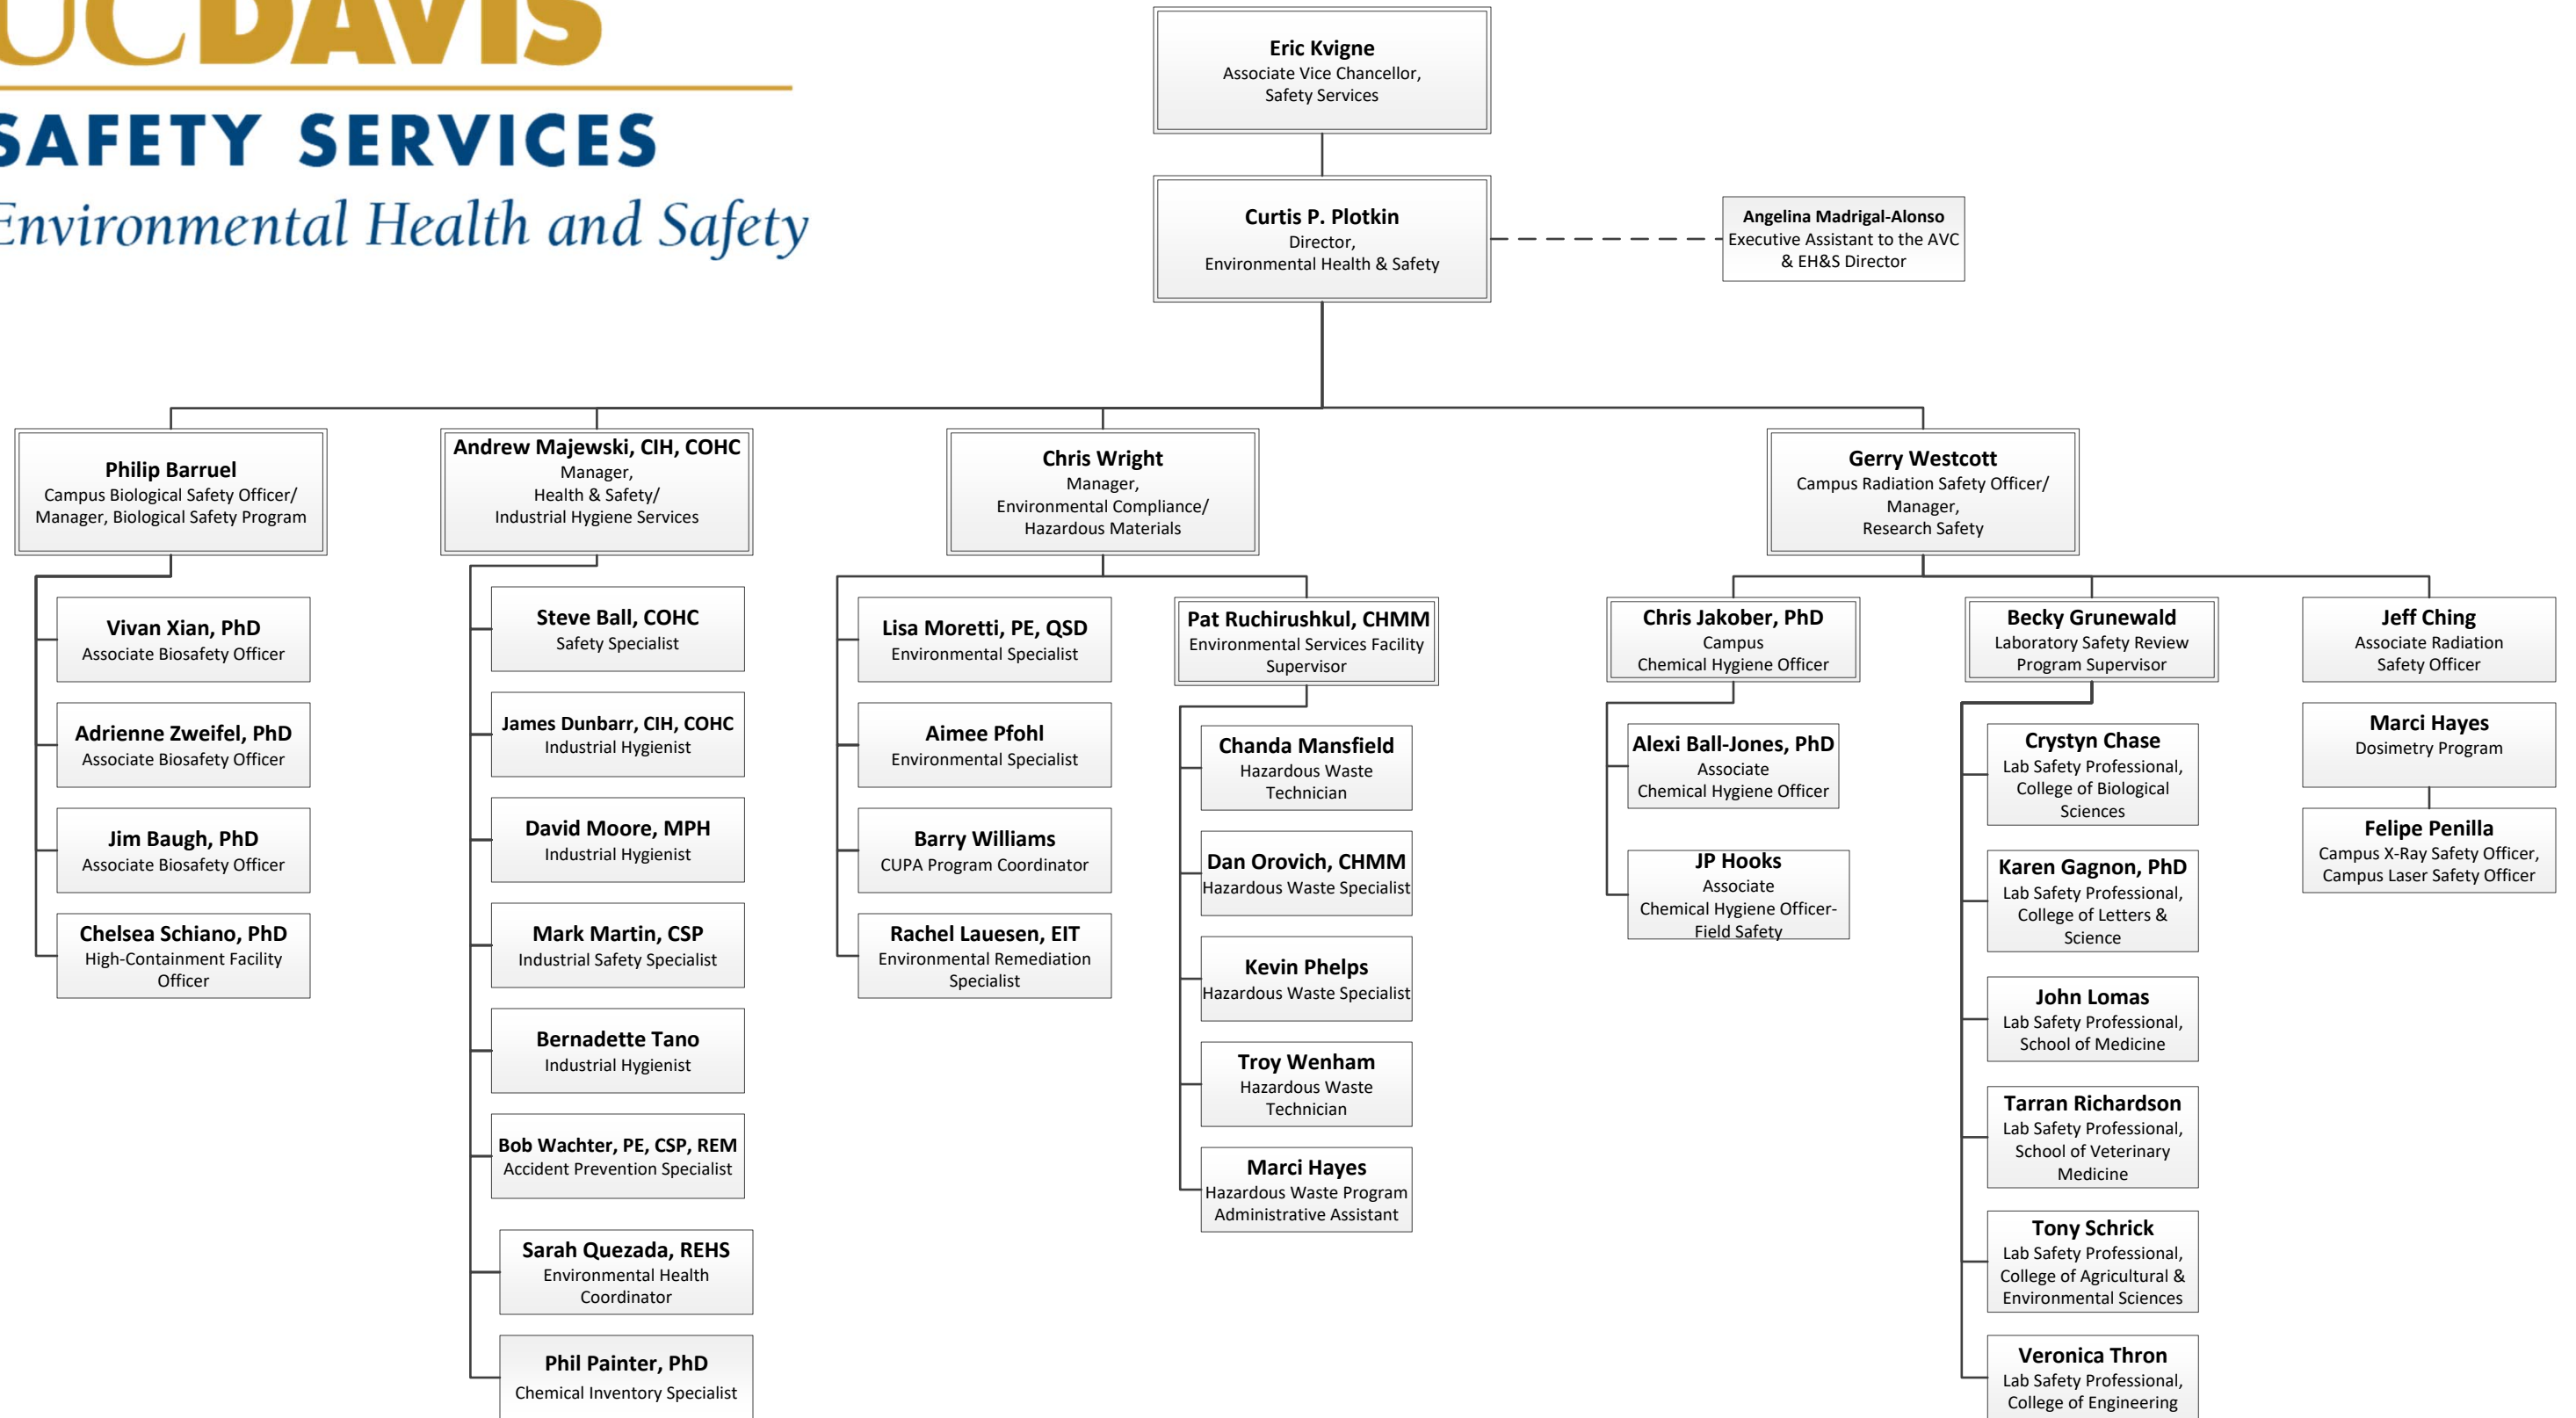 UCDAVIS
SAFETY SERVICES
Environmental Health and Safety
Eric Kvigne
Associate Vice Chancellor,
Safety Services
Curtis P. Plotkin
Director,
Environmental Health & Safety
Angelina Madrigal-Alonso
Executive Assistant to the AVC
& EH&S Director
Philip Barruel
Campus Biological Safety Officer/
Manager, Biological Safety Program
Vivan Xian, PhD
Associate Biosafety Officer
Adrienne Zweifel, PhD
Associate Biosafety Officer
Jim Baugh, PhD
Associate Biosafety Officer
Chelsea Schiano, PhD
High-Containment Facility
Officer
Andrew Majewski, CIH, COHC
Manager,
Health & Safety/
Industrial Hygiene Services
Steve Ball, COHC
Safety Specialist
James Dunbarr, CIH, COHC
Industrial Hygienist
David Moore, MPH
Industrial Hygienist
Mark Martin, CSP
Industrial Safety Specialist
Bernadette Tano
Industrial Hygienist
Bob Wachter, PE, CSP, REM
Accident Prevention Specialist
Sarah Quezada, REHS
Environmental Health
Coordinator
Phil Painter, PhD
Chemical Inventory Specialist
Chris Wright
Manager,
Environmental Compliance/
Hazardous Materials
Lisa Moretti, PE, QSD
Environmental Specialist
Aimee Pfohl
Environmental Specialist
Barry Williams
CUPA Program Coordinator
Rachel Lauesen, EIT
Environmental Remediation
Specialist
Pat Ruchirushkul, CHMM
Environmental Services Facility
Supervisor
Chanda Mansfield
Hazardous Waste
Technician
Dan Orovich, CHMM
Hazardous Waste Specialist
Kevin Phelps
Hazardous Waste Specialist
Troy Wenham
Hazardous Waste
Technician
Marci Hayes
Hazardous Waste Program
Administrative Assistant
Gerry Westcott
Campus Radiation Safety Officer/
Manager,
Research Safety
Chris Jakober, PhD
Campus
Chemical Hygiene Officer
Alexi Ball-Jones, PhD
Associate
Chemical Hygiene Officer
JP Hooks
Associate
Chemical Hygiene Officer-
Field Safety
Becky Grunewald
Laboratory Safety Review
Program Supervisor
Crystyn Chase
Lab Safety Professional,
College of Biological
Sciences
Karen Gagnon, PhD
Lab Safety Professional,
College of Letters &
Science
John Lomas
Lab Safety Professional,
School of Medicine
Tarran Richardson
Lab Safety Professional,
School of Veterinary
Medicine
Tony Schrick
Lab Safety Professional,
College of Agricultural &
Environmental Sciences
Veronica Thron
Lab Safety Professional,
College of Engineering
Jeff Ching
Associate Radiation
Safety Officer
Marci Hayes
Dosimetry Program
Felipe Penilla
Campus X-Ray Safety Officer,
Campus Laser Safety Officer